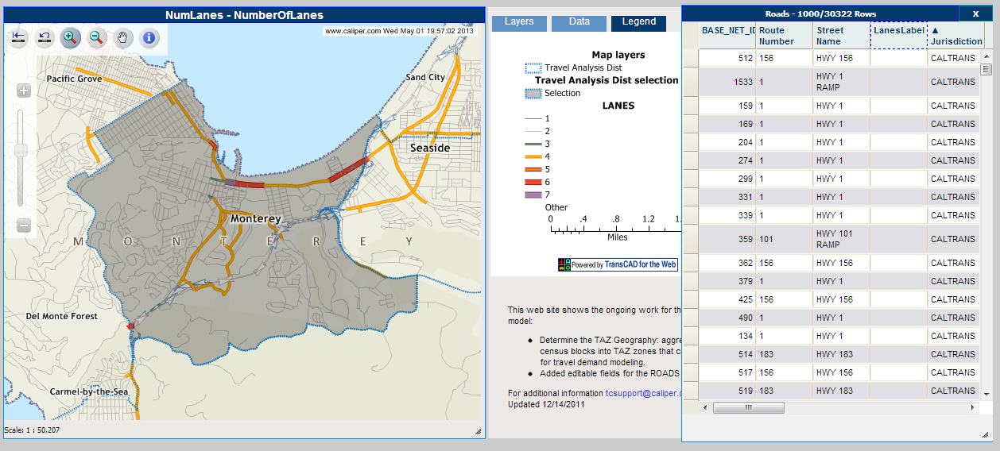 NumLanes - NumberOfLanes
www.caliper.com Wed May 01 19:57:02 2013
Pacific Grove
Sand City
Seaside
Monterey
M O N T E R E Y
Del Monte Forest
Carmel-by-the-Sea
Scale: 1 : 50,207
Layers
Data
Legend
Map layers
Travel Analysis Dist
Travel Analysis Dist selection
Selection
LANES
1
2
3
4
5
6
7
Other
0 .4 .8 1.2 1.
Miles
Powered by TransCAD for the Web
This web site shows the ongoing work for th
model:
• Determine the TAZ Geography: aggre
census blocks into TAZ zones that c
for travel demand modeling.
• Added editable fields for the ROADS
For additional information tcsupport@caliper.c
Updated 12/14/2011
Roads - 1000/30322 Rows X
BASE_NET_ID Route Number Street Name LanesLabel ▲ Jurisdiction
512 156 HWY 156 CALTRANS
1533 1 HWY 1 RAMP CALTRANS
159 1 HWY 1 CALTRANS
169 1 HWY 1 CALTRANS
204 1 HWY 1 CALTRANS
274 1 HWY 1 CALTRANS
299 1 HWY 1 CALTRANS
331 1 HWY 1 CALTRANS
339 1 HWY 1 CALTRANS
359 101 HWY 101 RAMP CALTRANS
362 156 HWY 156 CALTRANS
379 1 HWY 1 CALTRANS
425 156 HWY 156 CALTRANS
490 1 HWY 1 CALTRANS
134 1 HWY 1 CALTRANS
514 183 HWY 183 CALTRANS
517 156 HWY 156 CALTRANS
519 183 HWY 183 CALTRANS